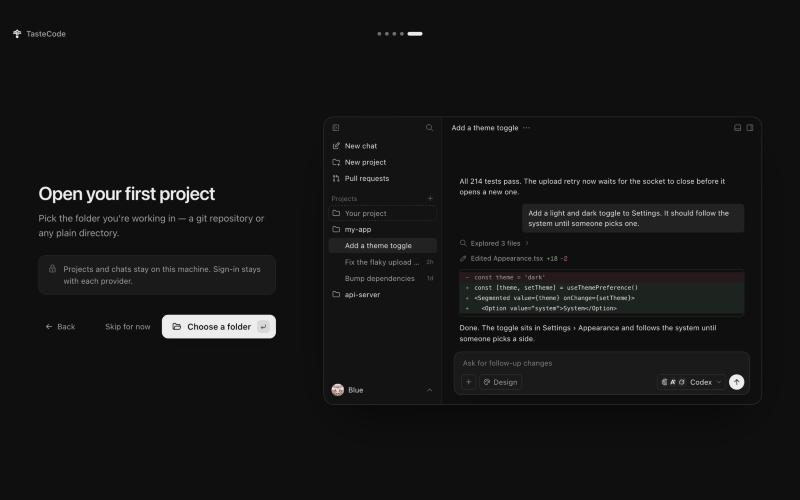 TasteCode
Open your first project
Pick the folder you're working in — a git repository or
any plain directory.
Projects and chats stay on this machine. Sign-in stays
with each provider.
Back
Skip for now
Choose a folder
New chat
New project
Pull requests
Projects
Your project
my-app
Add a theme toggle
Fix the flaky upload ... 2h
Bump dependencies 1d
api-server
Blue
Add a theme toggle
All 214 tests pass. The upload retry now waits for the socket to close before it
opens a new one.
Add a light and dark toggle to Settings. It should follow the
system until someone picks one.
Explored 3 files
Edited Appearance.tsx +18 -2
- const theme = 'dark'
+ const [theme, setTheme] = useThemePreference()
+ <Segmented value={theme} onChange={setTheme}>
+ <Option value="system">System</Option>
Done. The toggle sits in Settings › Appearance and follows the system until
someone picks a side.
Ask for follow-up changes
Design
Codex